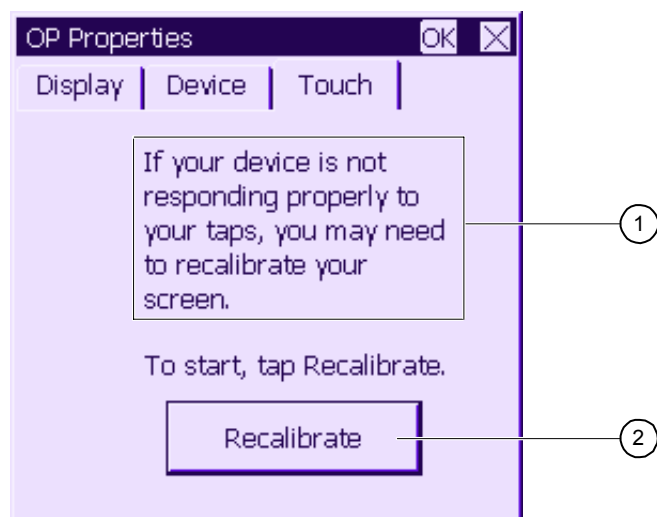 OP Properties OK
Display Device Touch
If your device is not
responding properly to
your taps, you may need
to recalibrate your
screen.
1
To start, tap Recalibrate.
Recalibrate
2